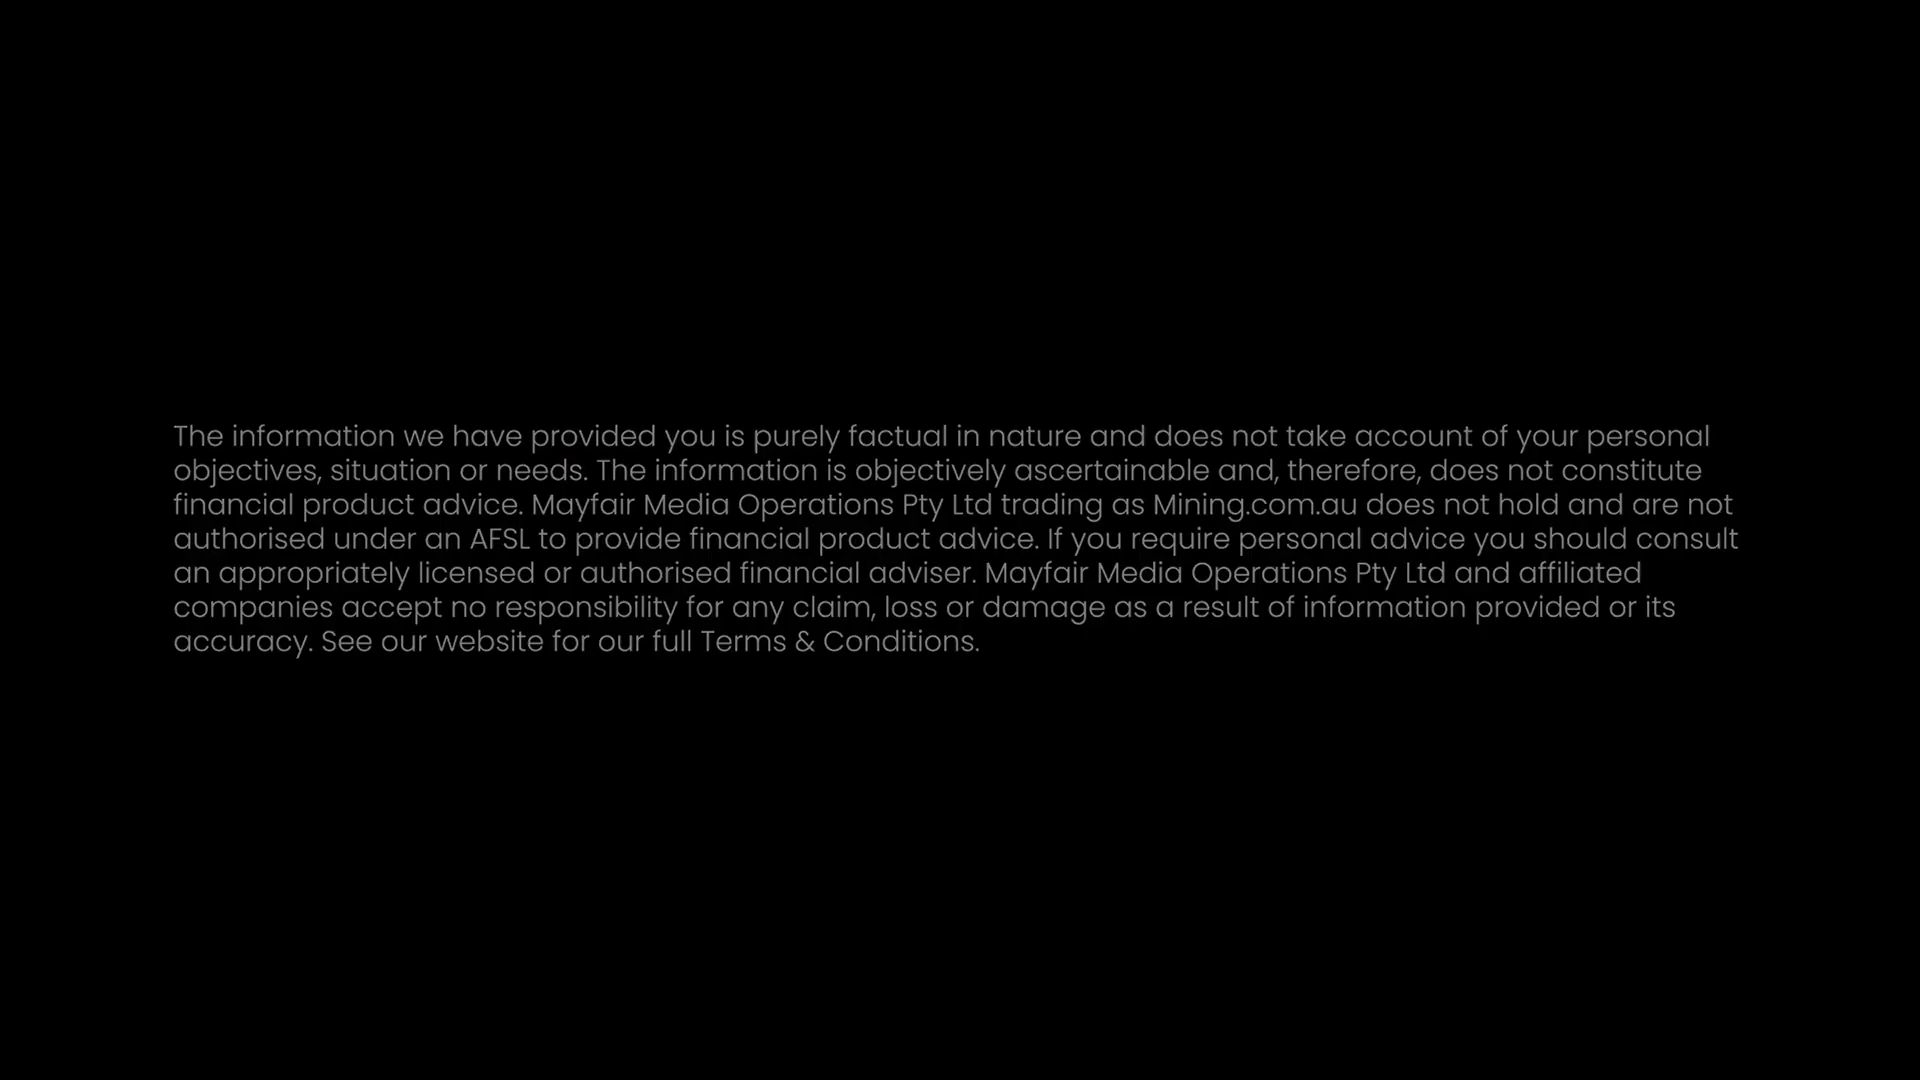 The information we have provided you is purely factual in nature and does not take account of your personal
objectives, situation or needs. The information is objectively ascertainable and, therefore, does not constitute
financial product advice. Mayfair Media Operations Pty Ltd trading as Mining.com.au does not hold and are not
authorised under an AFSL to provide financial product advice. If you require personal advice you should consult
an appropriately licensed or authorised financial adviser. Mayfair Media Operations Pty Ltd and affiliated
companies accept no responsibility for any claim, loss or damage as a result of information provided or its
accuracy. See our website for our full Terms & Conditions.